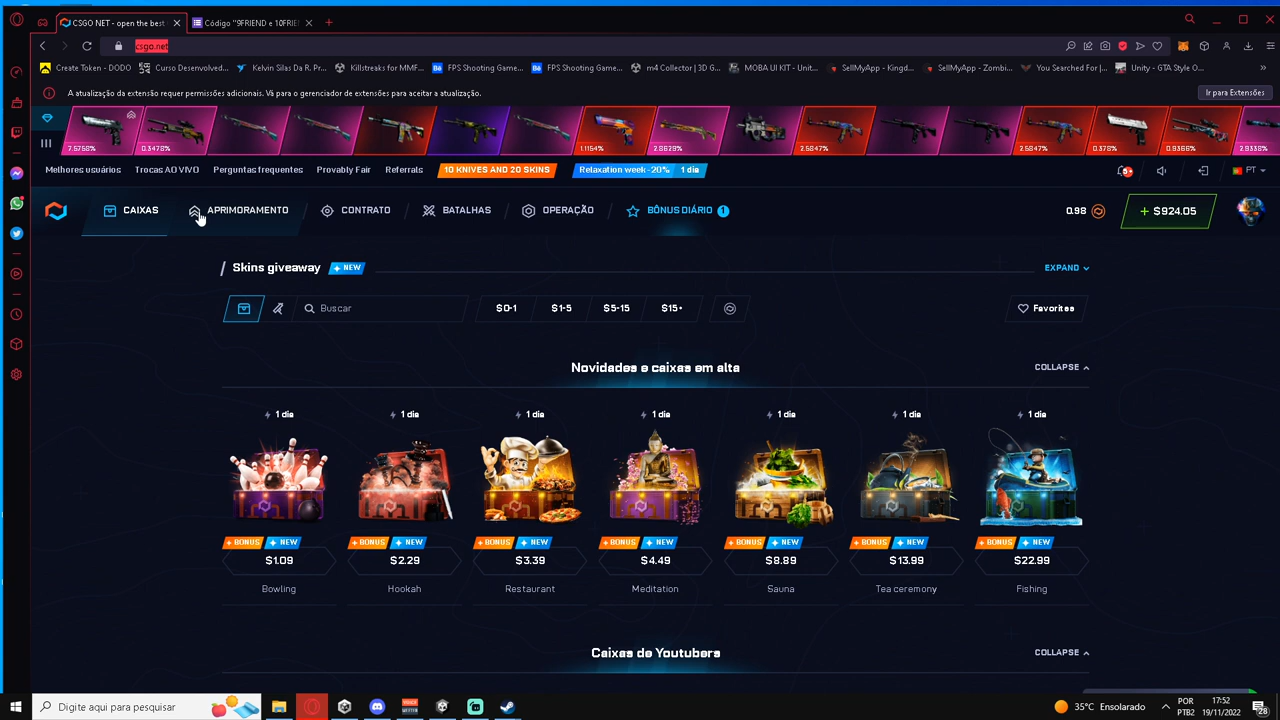 CSGO NET - open the best
Código "9FRIEND e 10FRIE
csgo.net
Create Token - DODO
Curso Desenvolved...
Kelvin Silas Da R. Pr...
Killstreaks for MMF...
FPS Shooting Game...
FPS Shooting Game...
m4 Collector | 3D G...
MOBA UI KIT - Unit...
SellMyApp - Kingd...
SellMyApp - Zombi...
You Searched For |...
Unity - GTA Style O...
A atualização da extensão requer permissões adicionais. Vá para o gerenciador de extensões para aceitar a atualização.
Ir para Extensões
7.5758%
0.3478%
1.1154%
2.8629%
2.5847%
2.5847%
0.378%
0.9366%
2.9330%
Melhores usuários
Trocas AO VIVO
Perguntas frequentes
Provably Fair
Referrals
10 KNIVES AND 20 SKINS
Relaxation week -20%
1 dia
PT
CAIXAS
APRIMORAMENTO
CONTRATO
BATALHAS
OPERAÇÃO
BÔNUS DIÁRIO 1
0.98
+ $924.05
Skins giveaway
NEW
EXPAND
Buscar
$0-1
$1-5
$5-15
$15+
Favorites
Novidades e caixas em alta
COLLAPSE
1 dia
1 dia
1 dia
1 dia
1 dia
1 dia
1 dia
BONUS NEW
BONUS NEW
BONUS NEW
BONUS NEW
BONUS NEW
BONUS NEW
BONUS NEW
$1.09
$2.29
$3.39
$4.49
$8.89
$13.99
$22.99
Bowling
Hookah
Restaurant
Meditation
Sauna
Tea ceremony
Fishing
Caixas de Youtubers
COLLAPSE
Digite aqui para pesquisar
35°C Ensolarado
POR
PTB2
17:52
19/11/2022
28